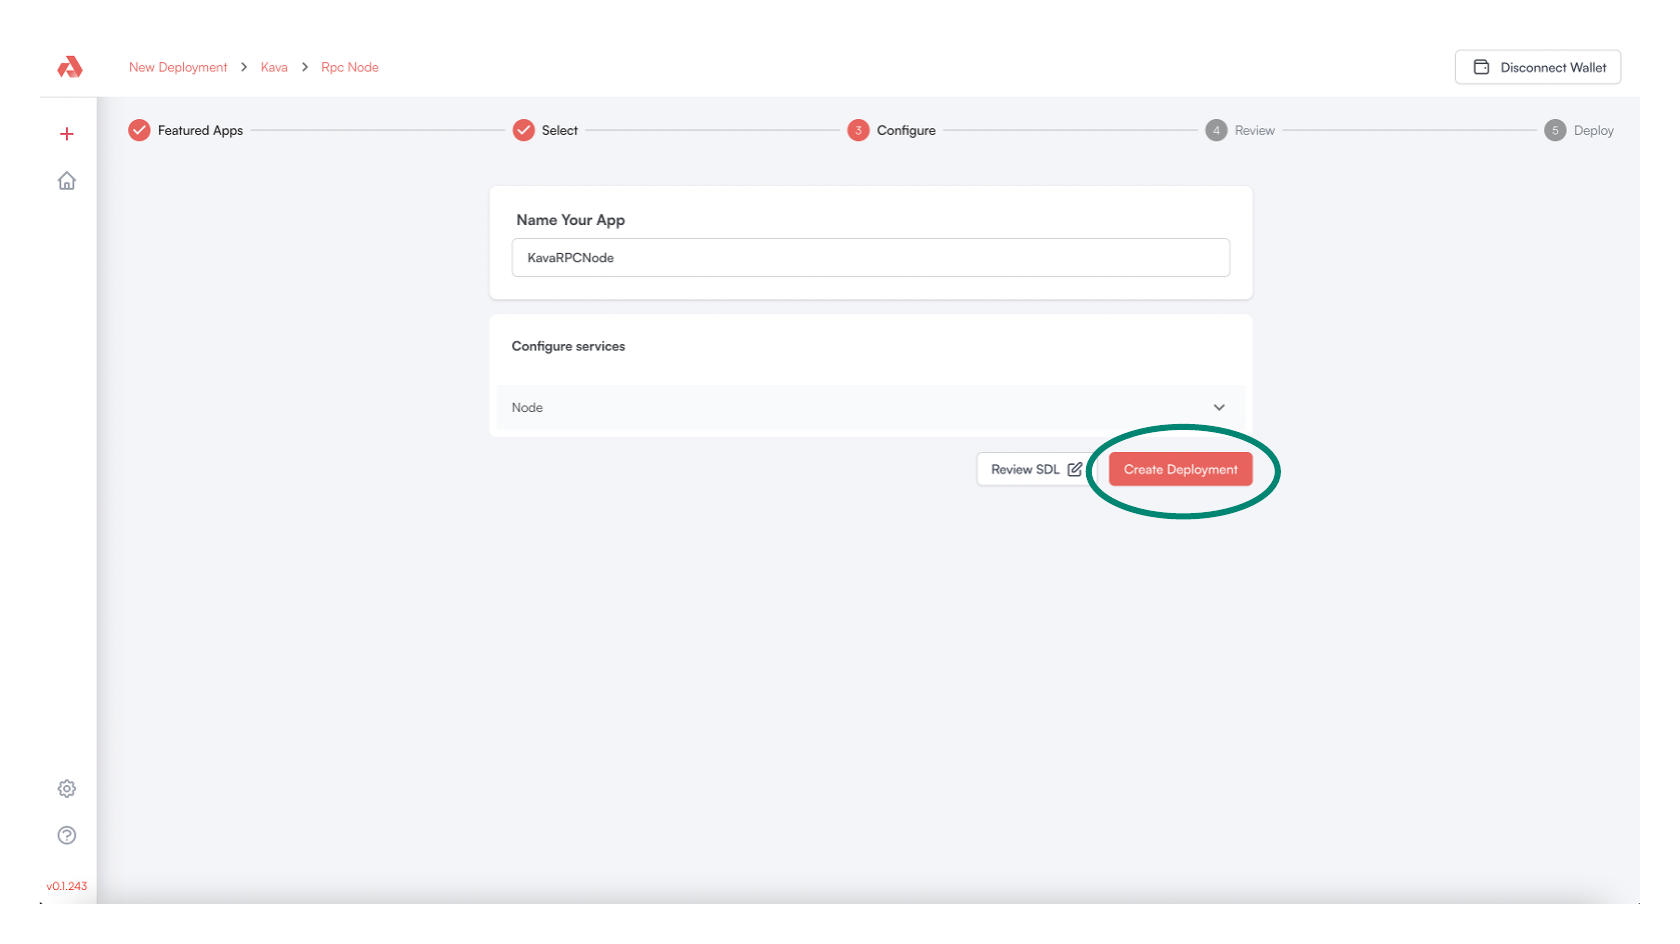 New Deployment > Kava > Rpc Node
Disconnect Wallet
Featured Apps
Select
3 Configure
4 Review
5 Deploy
Name Your App
KavaRPCNode
Configure services
Node
Review SDL
Create Deployment
v0.1.243